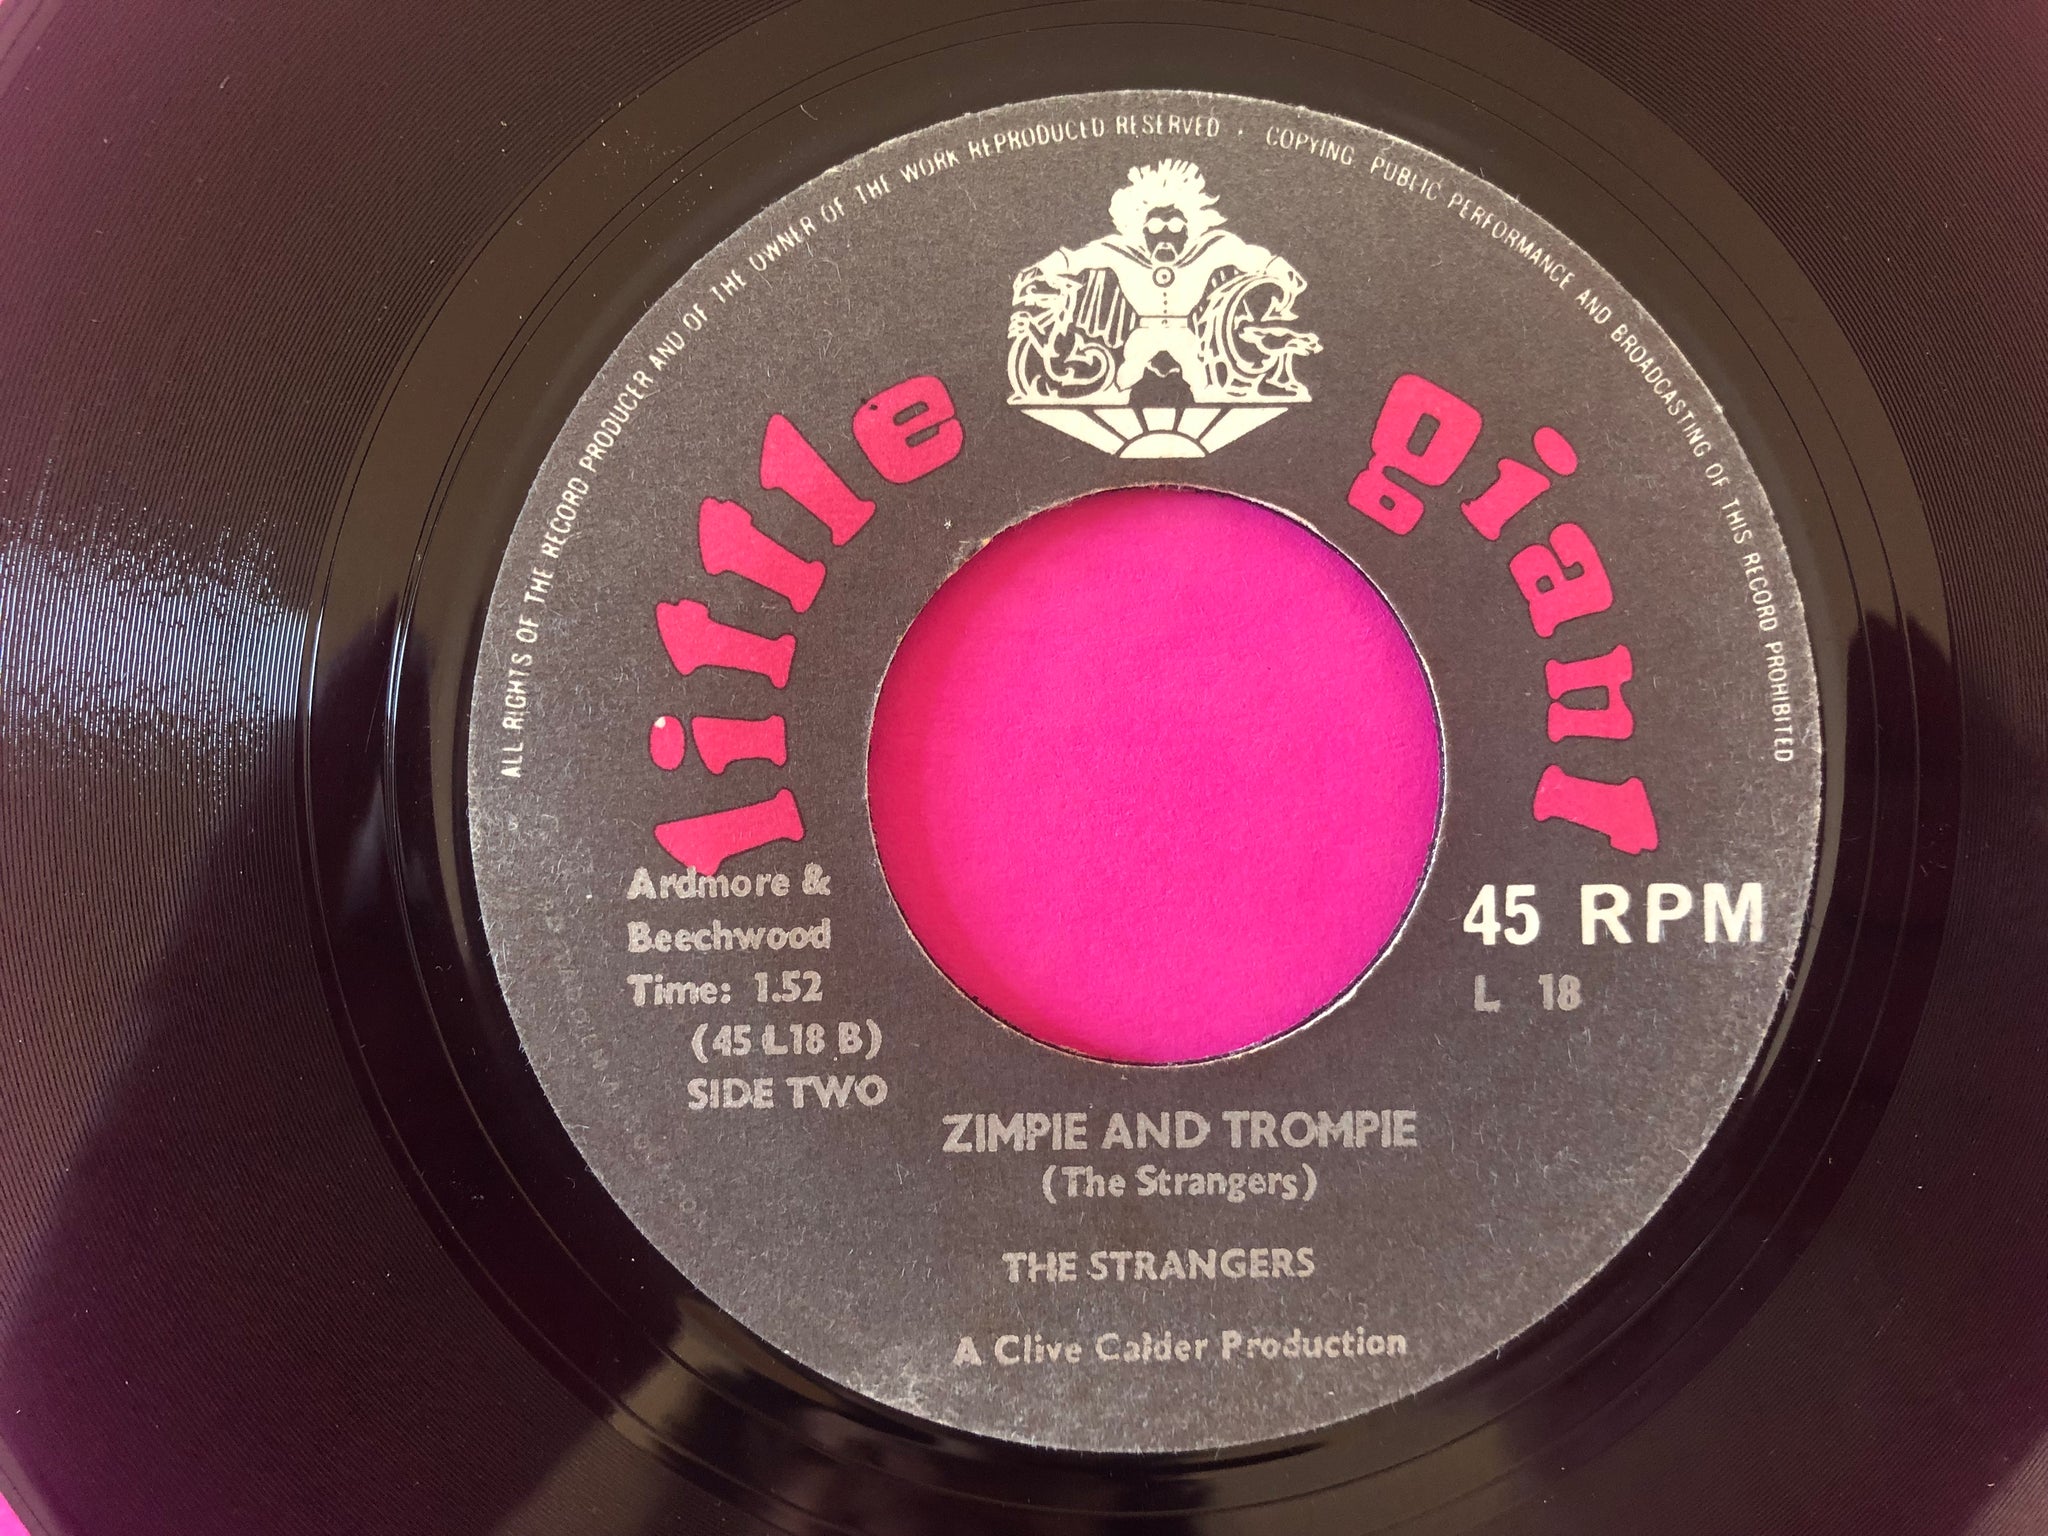 ALL RIGHTS OF THE RECORD PRODUCER AND OF THE OWNER OF THE WORK REPRODUCED RESERVED · COPYING PUBLIC PERFORMANCE AND BROADCASTING OF THIS RECORD PROHIBITED
little giant
Ardmore &
Beechwood
Time: 1.52
(45 L18 B)
SIDE TWO
45 RPM
L 18
ZIMPIE AND TROMPIE
(The Strangers)
THE STRANGERS
A Clive Calder Production